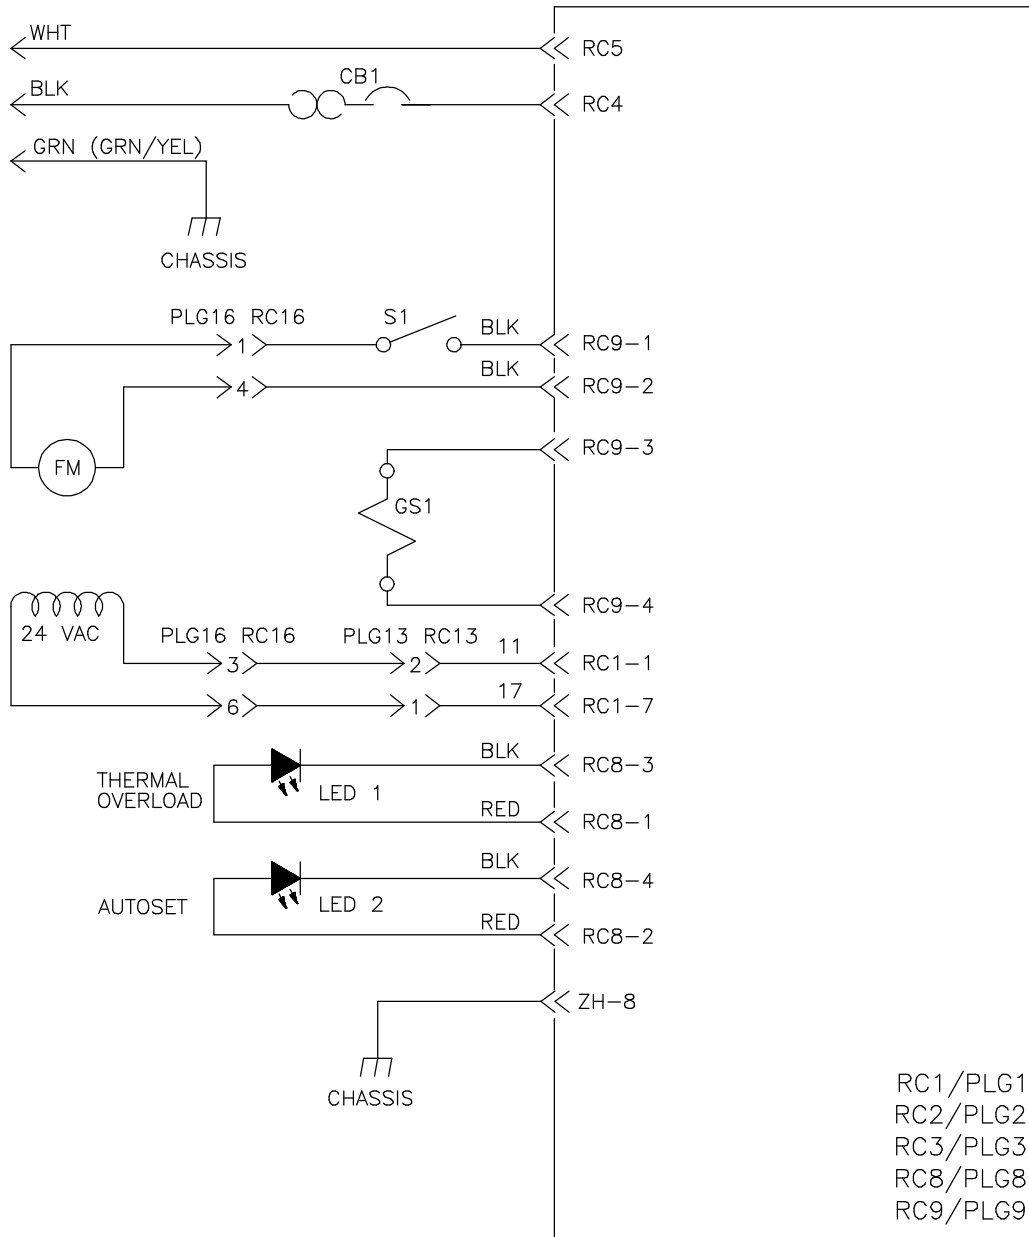 WHT
RC5
CB1
BLK
RC4
GRN (GRN/YEL)
CHASSIS
PLG16 RC16 S1
BLK
1
RC9-1
BLK
4
RC9-2
RC9-3
FM
GS1
RC9-4
24 VAC
PLG16 RC16 PLG13 RC13
11
3
2
RC1-1
17
6
1
RC1-7
BLK
RC8-3
THERMAL
OVERLOAD
LED 1
RED
RC8-1
BLK
RC8-4
AUTOSET
LED 2
RED
RC8-2
ZH-8
CHASSIS
RC1/PLG1
RC2/PLG2
RC3/PLG3
RC8/PLG8
RC9/PLG9